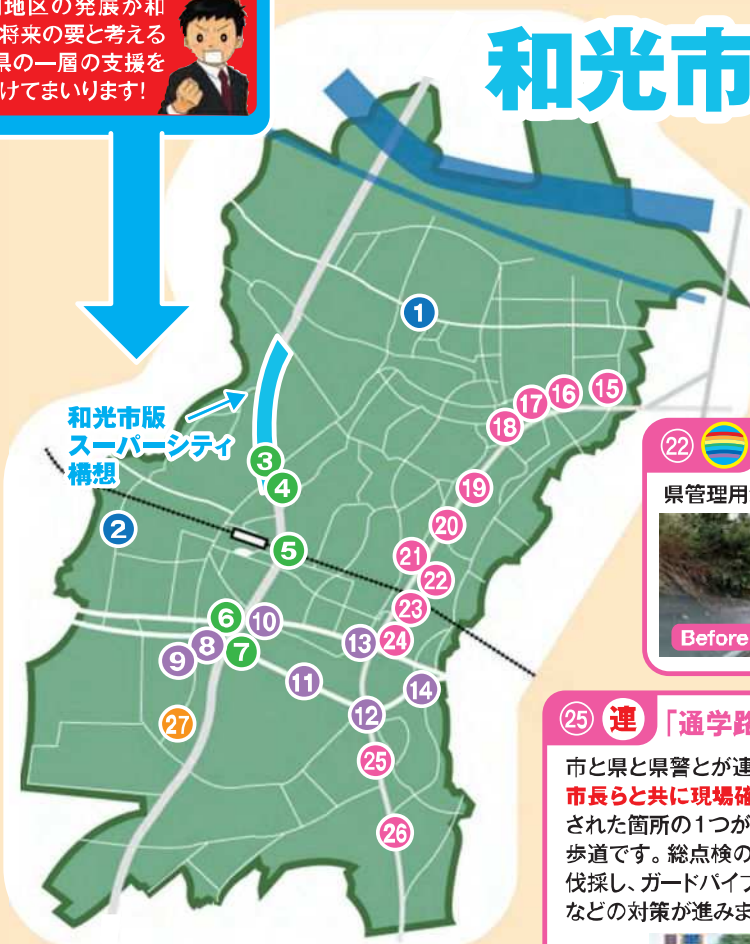 地区の発展が和
将来の要と考える
県の一層の支援を
けてまいります!
和光市
和光市版
スーパーシティ
構想
1
2
3
4
5
6
7
8
9
10
11
12
13
14
15
16
17
18
19
20
21
22
23
24
25
26
27
22
県管理用
Before
25 連 「通学路
市と県と県警とが連
市長らと共に現場確
された箇所の1つが
歩道です。総点検の
伐採し、ガードパイプ
などの対策が進みま